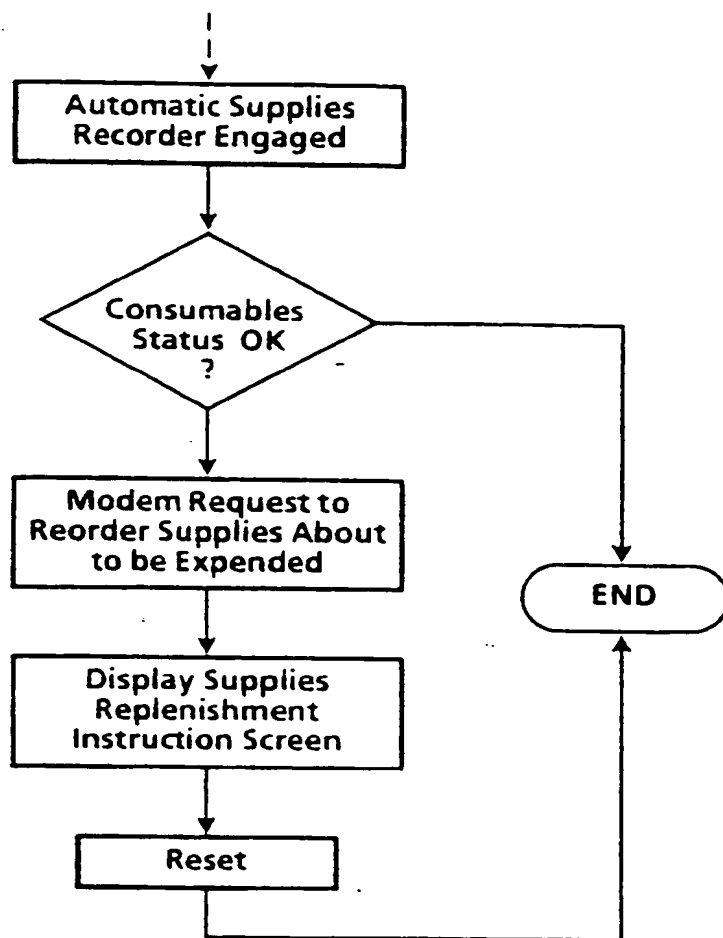 Automatic Supplies
Recorder Engaged
Consumables
Status OK
?
Modem Request to
Reorder Supplies About
to be Expended
END
Display Supplies
Replenishment
Instruction Screen
Reset